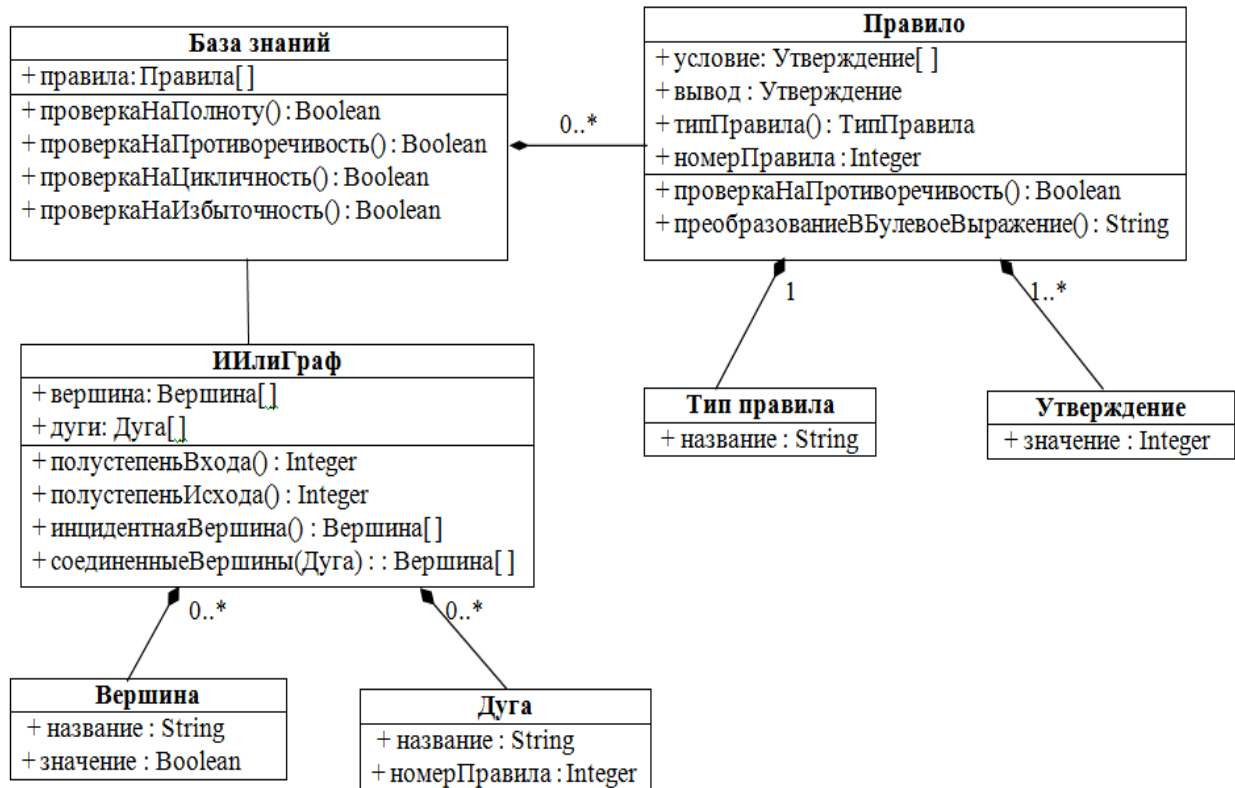 База знаний
+ правила: Правила[ ]
+ проверкаНаПолноту() : Boolean
+ проверкаНаПротиворечивость() : Boolean
+ проверкаНаЦикличность() : Boolean
+ проверкаНаИзбыточность() : Boolean
0..*
Правило
+ условие: Утверждение[ ]
+ вывод : Утверждение
+ типПравила() : ТипПравила
+ номерПравила : Integer
+ проверкаНаПротиворечивость() : Boolean
+ преобразованиеВБулевоеВыражение() : String
1
1..*
ИИлиГраф
+ вершина: Вершина[ ]
+ дуги: Дуга[ ]
+ полустепеньВхода() : Integer
+ полустепеньИсхода() : Integer
+ инцидентнаяВершина() : Вершина[ ]
+ соединенныеВершины(Дуга) : : Вершина[ ]
Тип правила
+ название : String
Утверждение
+ значение : Integer
0..*
0..*
Вершина
+ название : String
+ значение : Boolean
Дуга
+ название : String
+ номерПравила : Integer